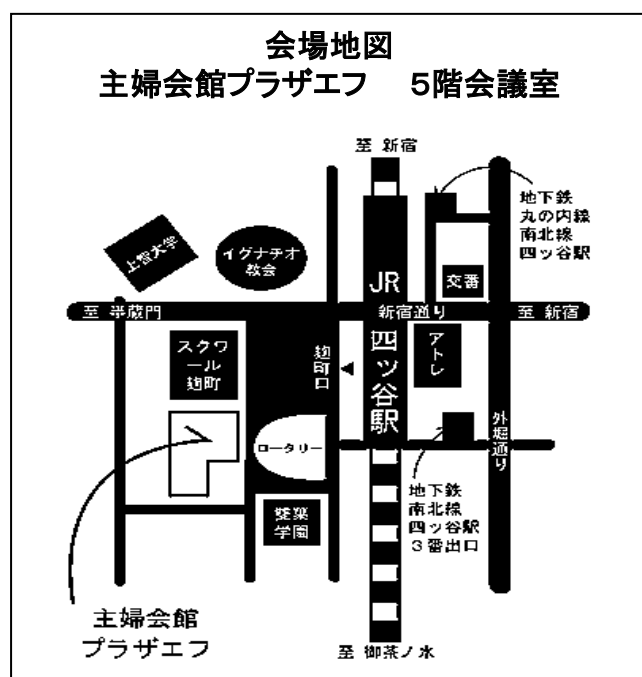 会場地図
主婦会館プラザエフ 5階会議室
至 新宿
地下鉄
丸の内線
南北線
四ッ谷駅
上智大学
イグナチオ
教会
交番
至 半蔵門
新宿通り
至 新宿
JR
四ッ谷駅
スクワ
ール
麹町
麹町口
アトレ
外堀通り
ロータリー
雙葉
学園
地下鉄
南北線
四ッ谷駅
3番出口
主婦会館
プラザエフ
至 御茶ノ水